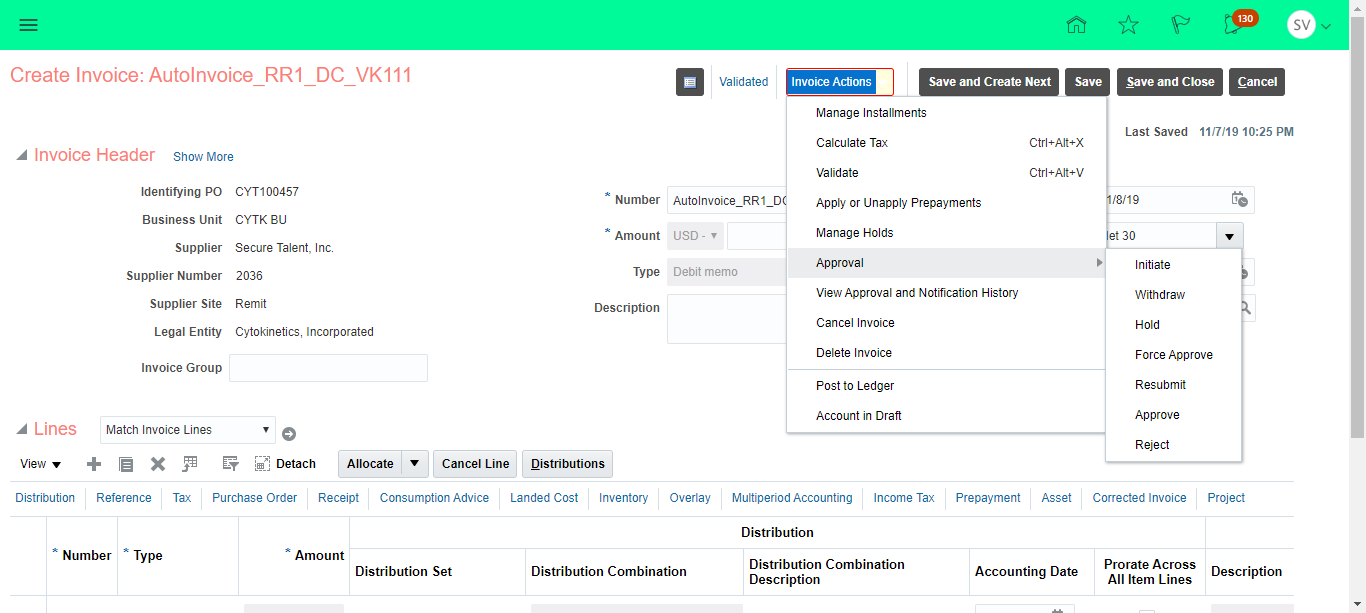 130
SV
Create Invoice: AutoInvoice_RR1_DC_VK111
Validated
Invoice Actions
Save and Create Next
Save
Save and Close
Cancel
Last Saved 11/7/19 10:25 PM
Invoice Header Show More
Identifying PO CYT100457
Business Unit CYTK BU
Supplier Secure Talent, Inc.
Supplier Number 2036
Supplier Site Remit
Legal Entity Cytokinetics, Incorporated
Invoice Group
* Number AutoInvoice_RR1_DC
* Amount USD -
Type Debit memo
Description
1/8/19
et 30
Manage Installments
Calculate Tax Ctrl+Alt+X
Validate Ctrl+Alt+V
Apply or Unapply Prepayments
Manage Holds
Approval
View Approval and Notification History
Cancel Invoice
Delete Invoice
Post to Ledger
Account in Draft
Initiate
Withdraw
Hold
Force Approve
Resubmit
Approve
Reject
Lines Match Invoice Lines
View Detach Allocate Cancel Line Distributions
Distribution Reference Tax Purchase Order Receipt Consumption Advice Landed Cost Inventory Overlay Multiperiod Accounting Income Tax Prepayment Asset Corrected Invoice Project
Distribution
* Number * Type * Amount
Distribution Set
Distribution Combination
Distribution Combination
Description
Accounting Date
Prorate Across
All Item Lines
Description